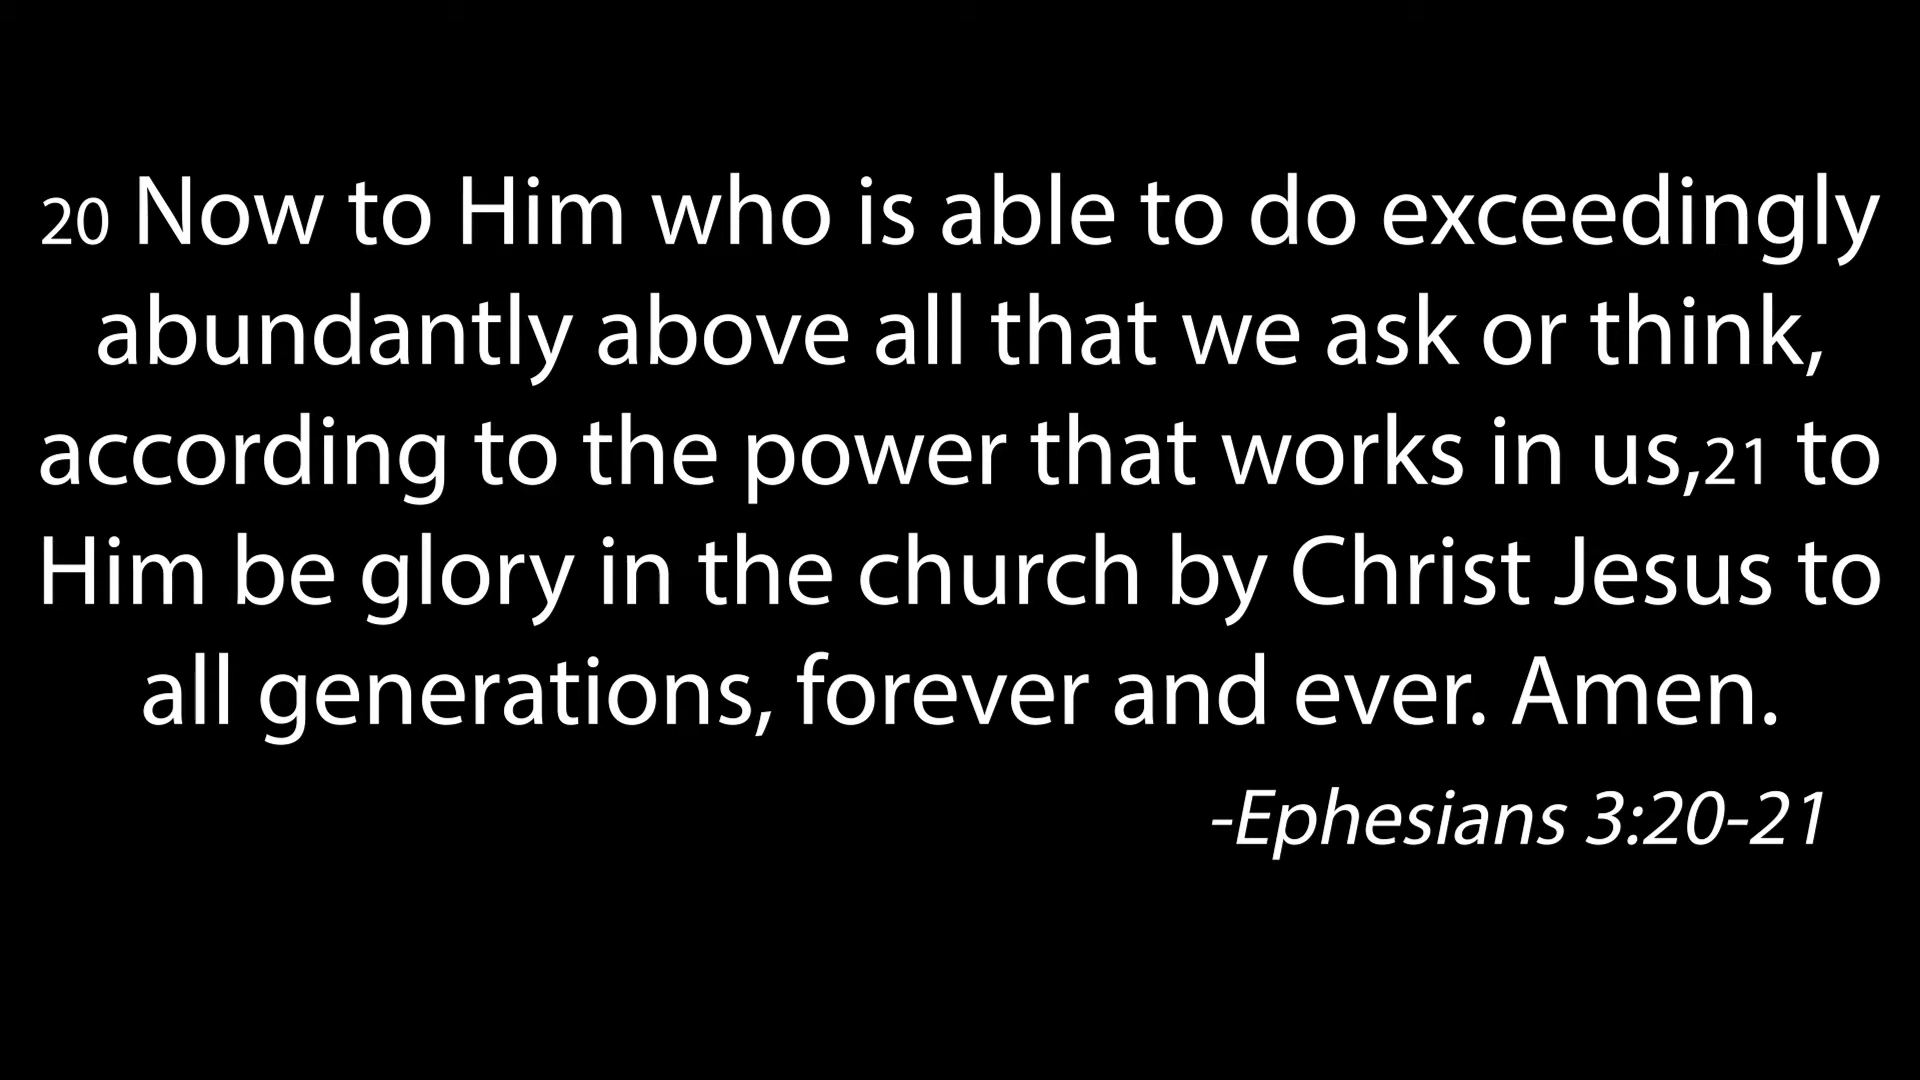 20 Now to Him who is able to do exceedingly
abundantly above all that we ask or think,
according to the power that works in us,21 to
Him be glory in the church by Christ Jesus to
all generations, forever and ever. Amen.
-Ephesians 3:20-21